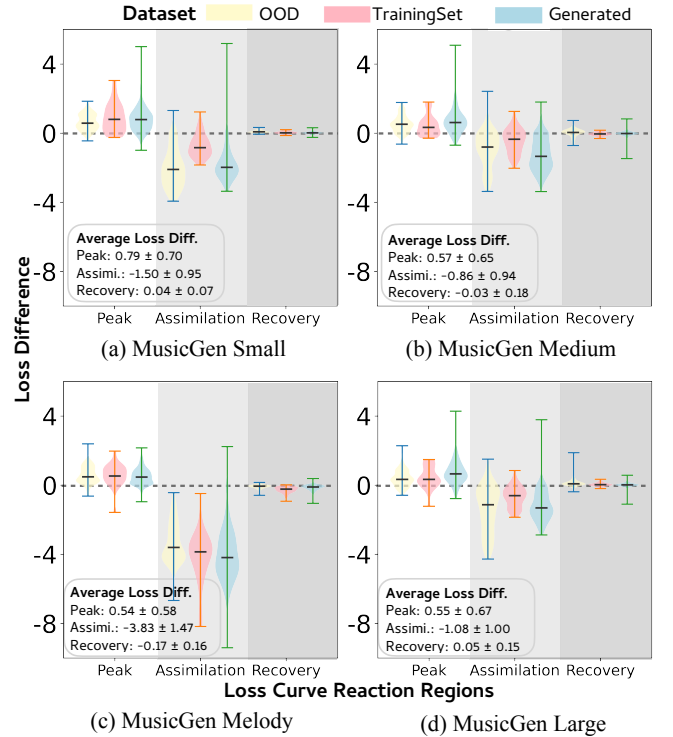 Dataset OOD TrainingSet Generated
Loss Difference
4
0
-4
-8
Average Loss Diff.
Peak: 0.79 ± 0.70
Assimi.: -1.50 ± 0.95
Recovery: 0.04 ± 0.07
Peak Assimilation Recovery
(a) MusicGen Small
4
0
-4
-8
Average Loss Diff.
Peak: 0.57 ± 0.65
Assimi.: -0.86 ± 0.94
Recovery: -0.03 ± 0.18
Peak Assimilation Recovery
(b) MusicGen Medium
4
0
-4
-8
Average Loss Diff.
Peak: 0.54 ± 0.58
Assimi.: -3.83 ± 1.47
Recovery: -0.17 ± 0.16
Peak Assimilation Recovery
4
0
-4
-8
Average Loss Diff.
Peak: 0.55 ± 0.67
Assimi.: -1.08 ± 1.00
Recovery: 0.05 ± 0.15
Peak Assimilation Recovery
Loss Curve Reaction Regions
(c) MusicGen Melody
(d) MusicGen Large